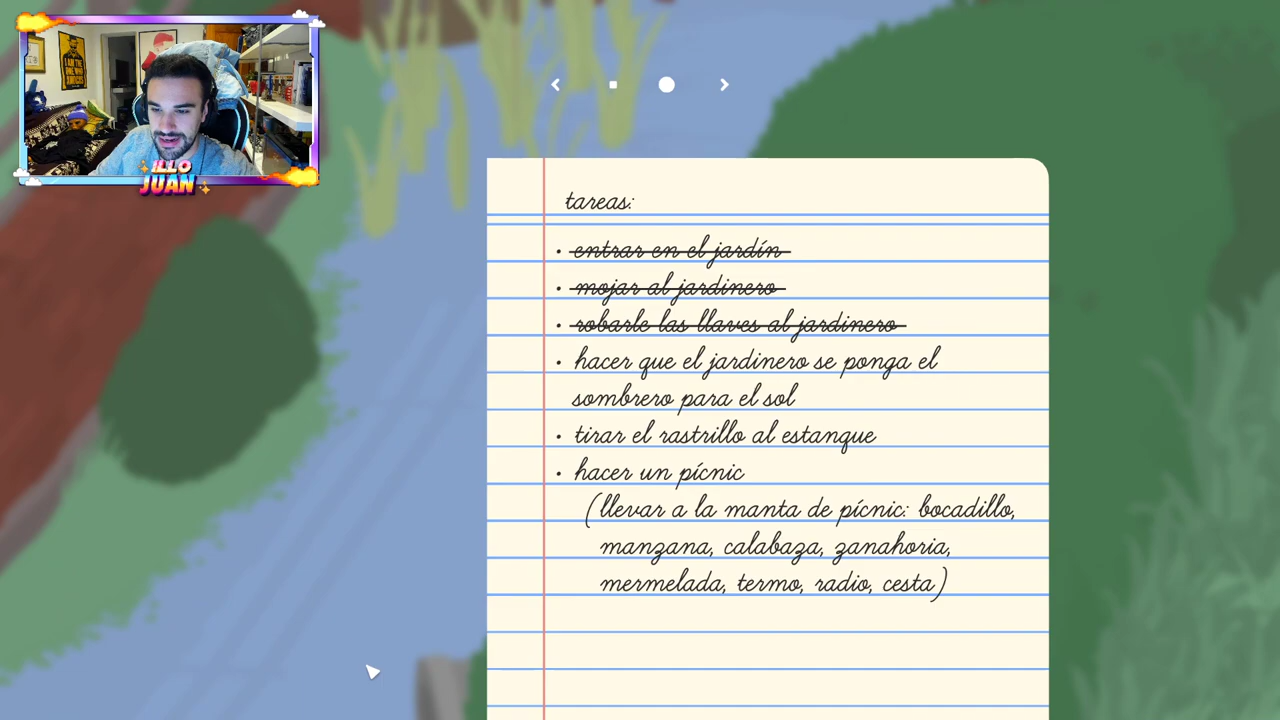 ILLO
JUAN
tareas:
• entrar en el jardín
• mojar al jardinero
• robarle las llaves al jardinero
• hacer que el jardinero se ponga el
sombrero para el sol
• tirar el rastrillo al estanque
• hacer un pícnic
(llevar a la manta de pícnic: bocadillo,
manzana, calabaza, zanahoria,
mermelada, termo, radio, cesta)